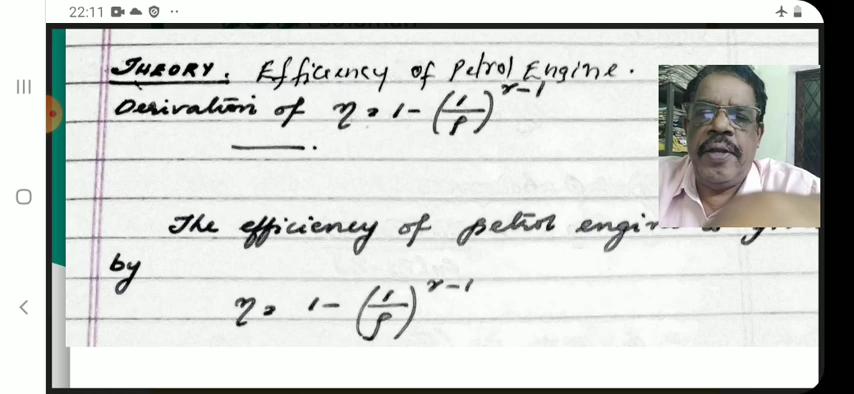 22:11
THEORY: Efficiency of Petrol Engine.
Derivation of η = 1 - (1/ρ)^γ-1
The efficiency of petrol engin
by
η = 1 - (1/ρ)^γ-1